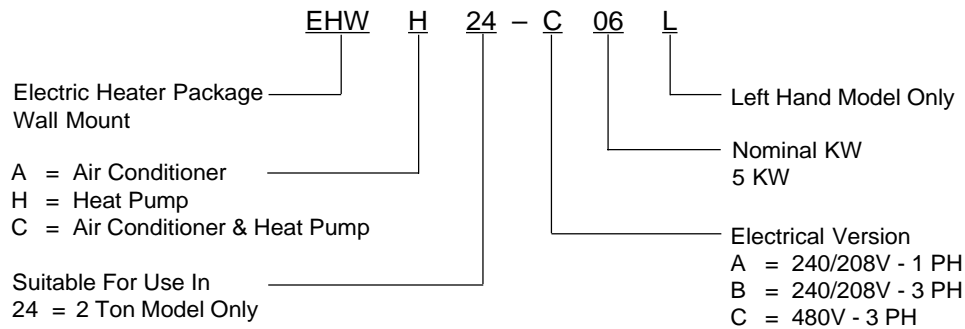 EHW H 24 – C 06 L
Electric Heater Package
Wall Mount
A = Air Conditioner
H = Heat Pump
C = Air Conditioner & Heat Pump
Suitable For Use In
24 = 2 Ton Model Only
Left Hand Model Only
Nominal KW
5 KW
Electrical Version
A = 240/208V - 1 PH
B = 240/208V - 3 PH
C = 480V - 3 PH